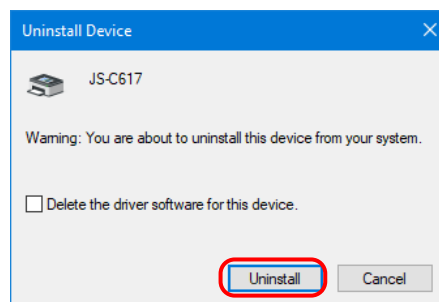 Uninstall Device
JS-C617
Warning: You are about to uninstall this device from your system.
Delete the driver software for this device.
Uninstall Cancel